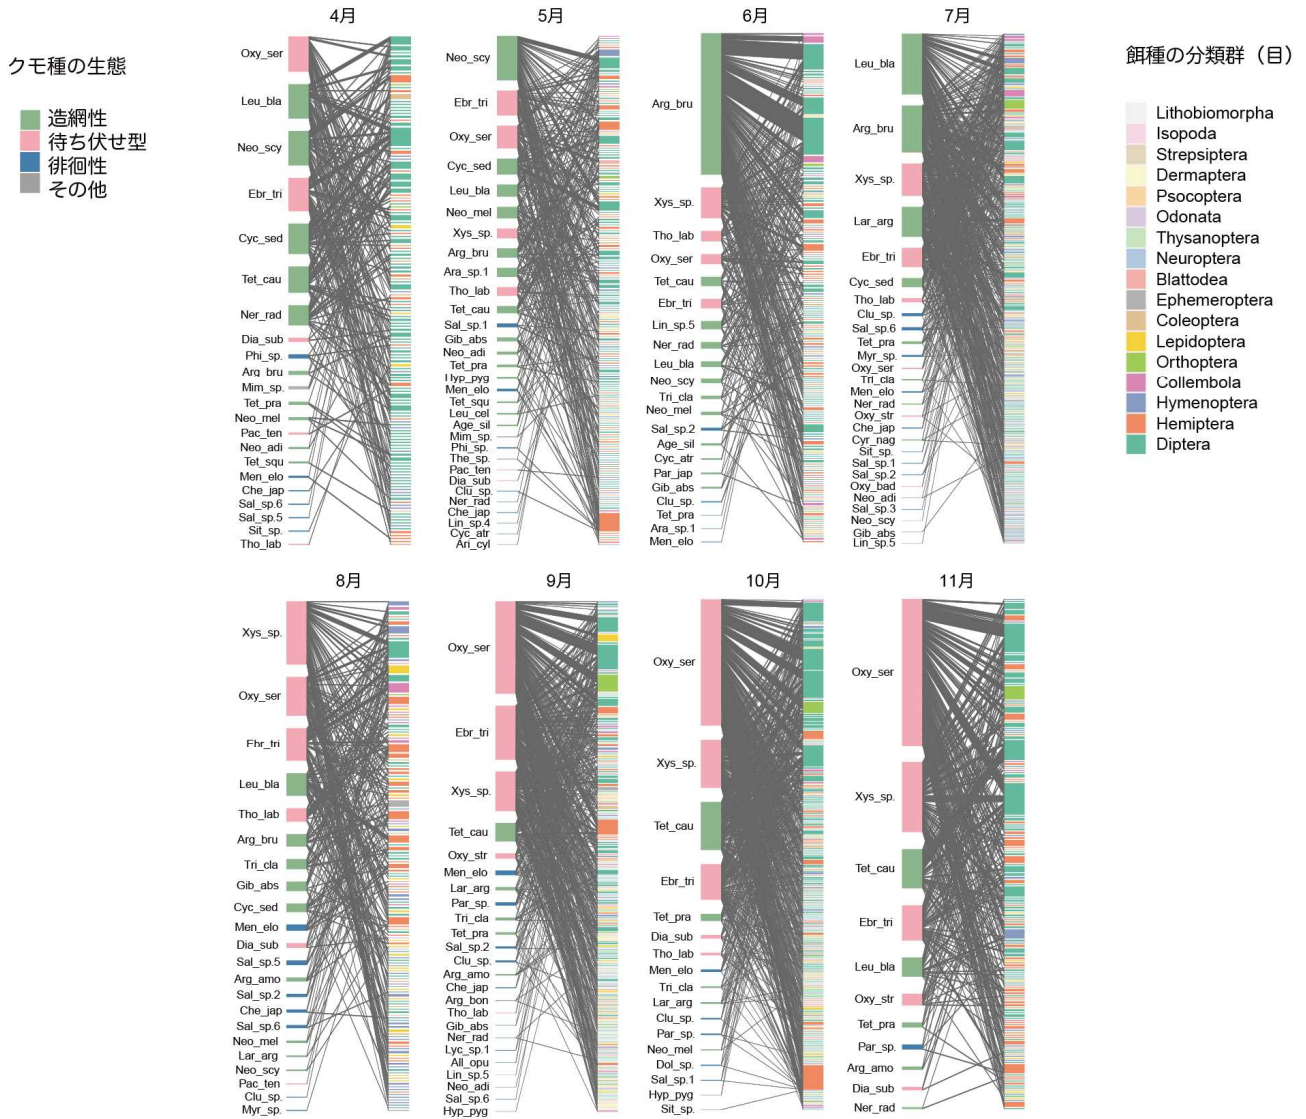 クモ種の生態
造網性
待ち伏せ型
徘徊性
その他
4月
Oxy_ser
Leu_bla
Neo_scy
Ebr_tri
Cyc_sed
Tet_cau
Ner_rad
Dia_sub
Phi_sp.
Arg_bru
Mim_sp.
Tet_pra
Neo_mel
Pac_ten
Neo_adi
Tet_squ
Men_elo
Che_jap
Sal_sp.6
Sal_sp.5
Sit_sp.
Tho_lab
5月
Neo_scy
Ebr_tri
Oxy_ser
Cyc_sed
Leu_bla
Neo_mel
Xys_sp.
Arg_bru
Ara_sp.1
Tho_lab
Tet_cau
Sal_sp.1
Gib_abs
Neo_adi
Tet_pra
Hyp_pyg
Men_elo
Tet_squ
Leu_cel
Age_sil
Mim_sp.
Phi_sp.
The_sp.
Pac_ten
Dia_sub
Clu_sp.
Ner_rad
Che_jap
Lin_sp.4
Cyc_atr
Ari_cyl
6月
Arg_bru
Xys_sp.
Tho_lab
Oxy_ser
Tet_cau
Ebr_tri
Lin_sp.5
Ner_rad
Leu_bla
Neo_scy
Tri_cla
Neo_mel
Sal_sp.2
Age_sil
Cyc_atr
Par_jap
Gib_abs
Clu_sp.
Tet_pra
Ara_sp.1
Men_elo
7月
Leu_bla
Arg_bru
Xys_sp.
Lar_arg
Ebr_tri
Cyc_sed
Tho_lab
Clu_sp.
Sal_sp.6
Tet_pra
Myr_sp.
Oxy_ser
Tri_cla
Men_elo
Ner_rad
Oxy_str
Che_jap
Cyr_nag
Sit_sp.
Sal_sp.1
Sal_sp.2
Oxy_bad
Neo_adi
Sal_sp.3
Neo_scy
Gib_abs
Lin_sp.5
餌種の分類群（目）
Lithobiomorpha
Isopoda
Strepsiptera
Dermaptera
Psocoptera
Odonata
Thysanoptera
Neuroptera
Blattodea
Ephemeroptera
Coleoptera
Lepidoptera
Orthoptera
Collembola
Hymenoptera
Hemiptera
Diptera
8月
Xys_sp.
Oxy_ser
Ebr_tri
Leu_bla
Tho_lab
Arg_bru
Tri_cla
Gib_abs
Cyc_sed
Men_elo
Dia_sub
Sal_sp.5
Arg_amo
Sal_sp.2
Che_jap
Sal_sp.6
Neo_mel
Lar_arg
Neo_scy
Pac_ten
Clu_sp.
Myr_sp.
9月
Oxy_ser
Ebr_tri
Xys_sp.
Tet_cau
Oxy_str
Men_elo
Lar_arg
Par_sp.
Tri_cla
Tet_pra
Sal_sp.2
Clu_sp.
Arg_amo
Che_jap
Arg_bon
Tho_lab
Gib_abs
Ner_rad
Lyc_sp.1
All_opu
Lin_sp.5
Neo_adi
Sal_sp.6
Hyp_pyg
10月
Oxy_ser
Xys_sp.
Tet_cau
Ebr_tri
Tet_pra
Dia_sub
Tho_lab
Men_elo
Tri_cla
Lar_arg
Clu_sp.
Par_sp.
Neo_mel
Dol_sp.
Sal_sp.1
Hyp_pyg
Sit_sp.
11月
Oxy_ser
Xys_sp.
Tet_cau
Ebr_tri
Leu_bla
Oxy_str
Tet_pra
Par_sp.
Arg_amo
Dia_sub
Ner_rad